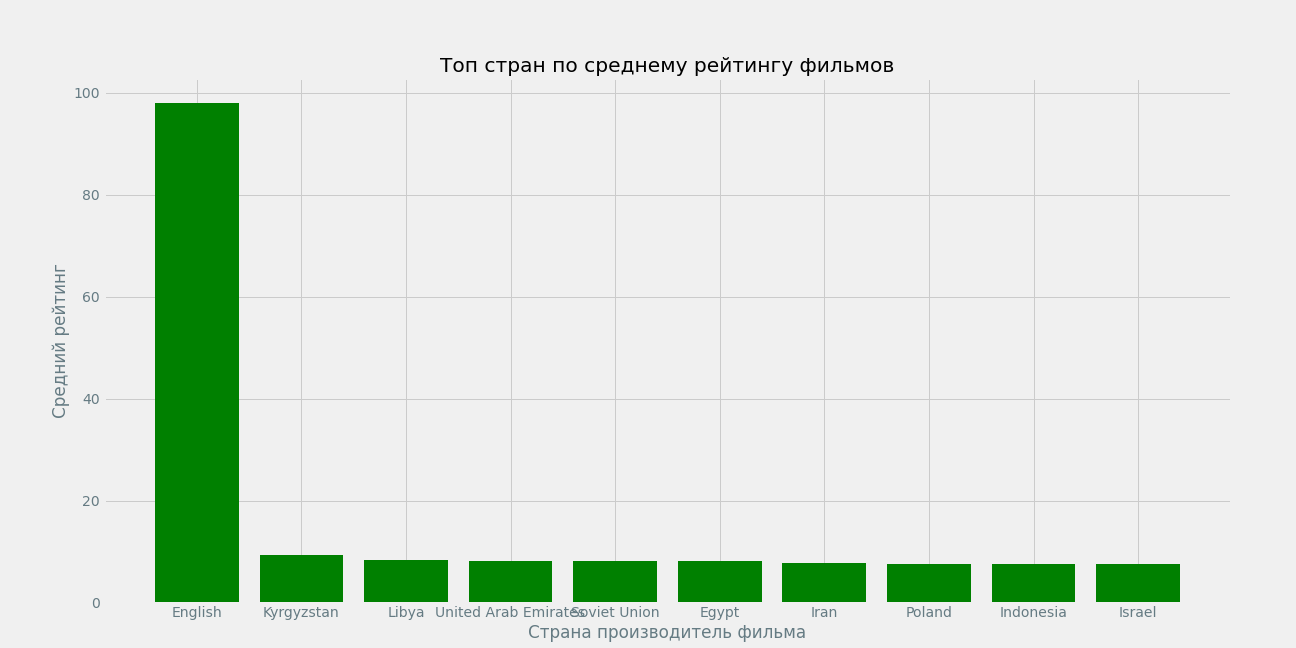 Топ стран по среднему рейтингу фильмов
Средний рейтинг
100
80
60
40
20
0
English Kyrgyzstan Libya United Arab Emirates Soviet Union Egypt Iran Poland Indonesia Israel
Страна производитель фильма